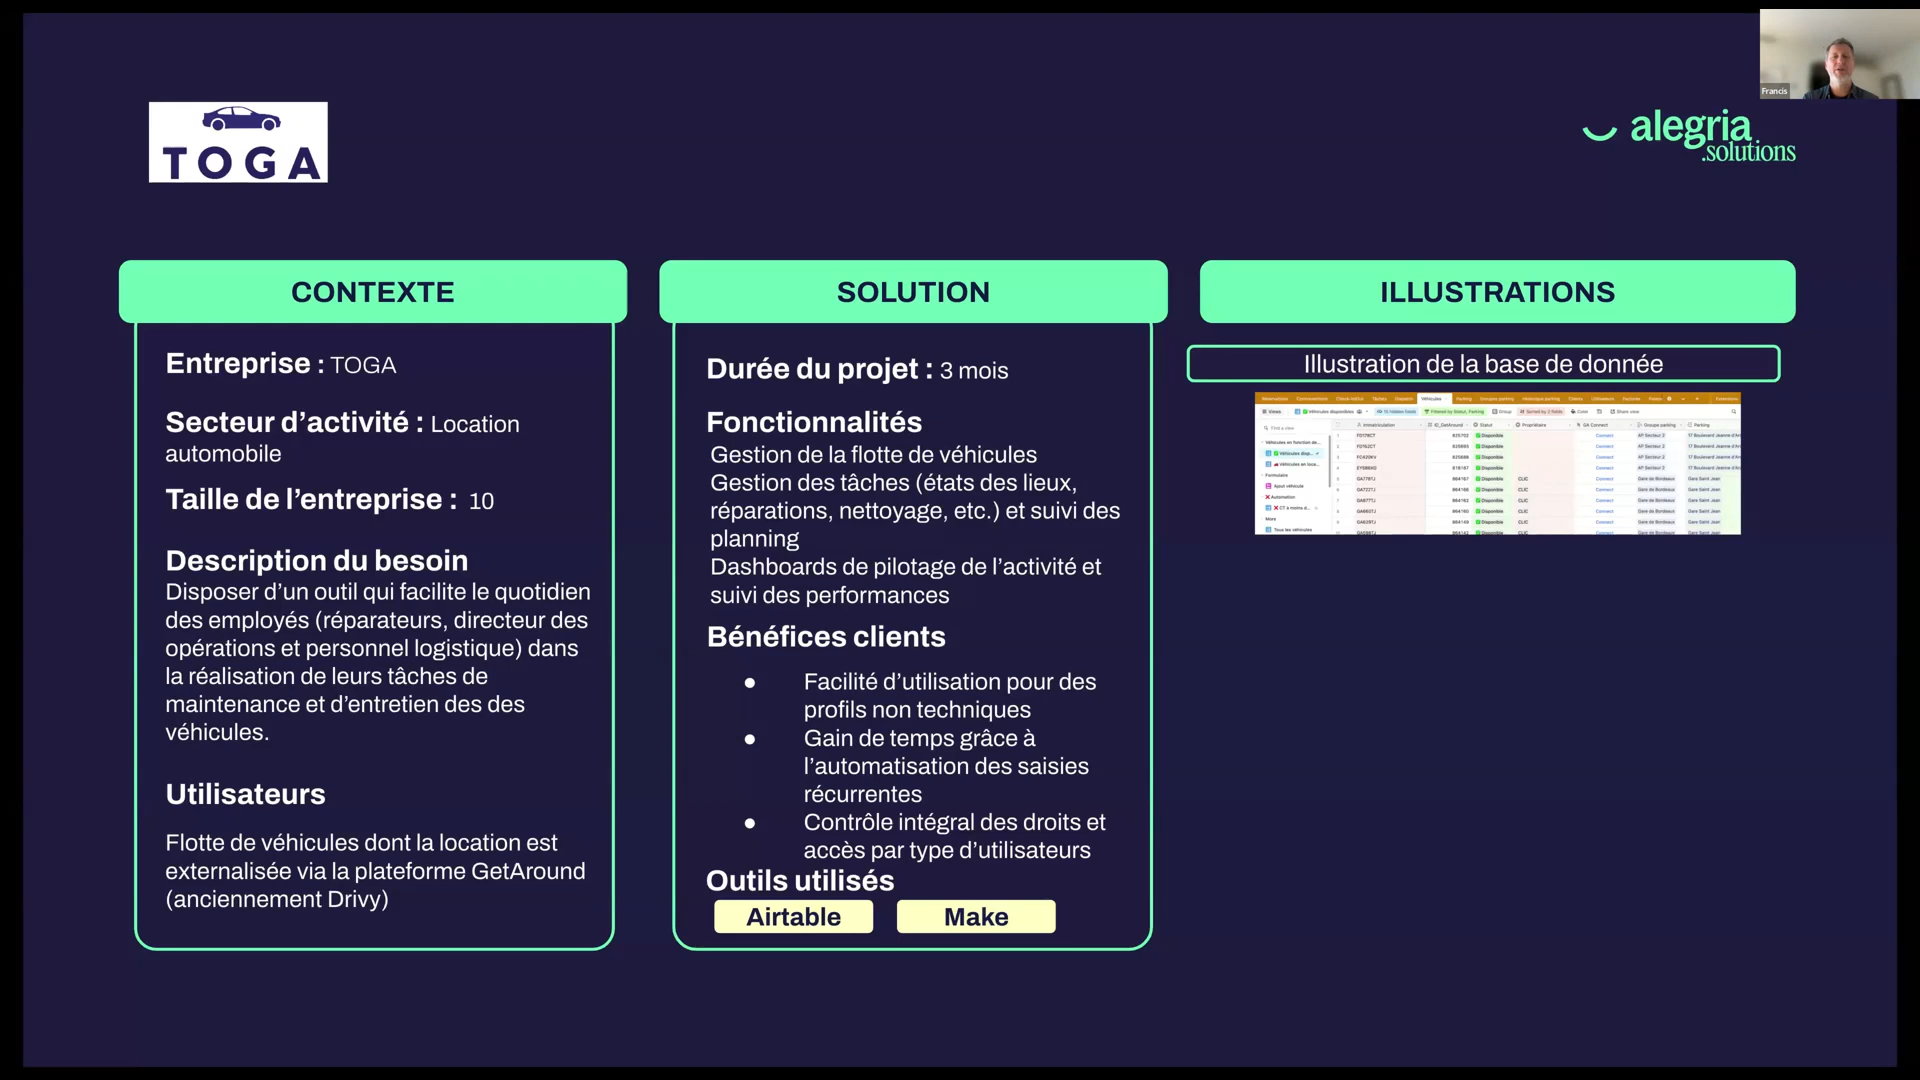 Francis
TOGA
alegria
.solutions
CONTEXTE
Entreprise : TOGA
Secteur d’activité : Location
automobile
Taille de l’entreprise : 10
Description du besoin
Disposer d’un outil qui facilite le quotidien
des employés (réparateurs, directeur des
opérations et personnel logistique) dans
la réalisation de leurs tâches de
maintenance et d’entretien des des
véhicules.
Utilisateurs
Flotte de véhicules dont la location est
externalisée via la plateforme GetAround
(anciennement Drivy)
SOLUTION
Durée du projet : 3 mois
Fonctionnalités
Gestion de la flotte de véhicules
Gestion des tâches (états des lieux,
réparations, nettoyage, etc.) et suivi des
planning
Dashboards de pilotage de l’activité et
suivi des performances
Bénéfices clients
● Facilité d’utilisation pour des
profils non techniques
● Gain de temps grâce à
l’automatisation des saisies
récurrentes
● Contrôle intégral des droits et
accès par type d’utilisateurs
Outils utilisés
Airtable Make
ILLUSTRATIONS
Illustration de la base de donnée